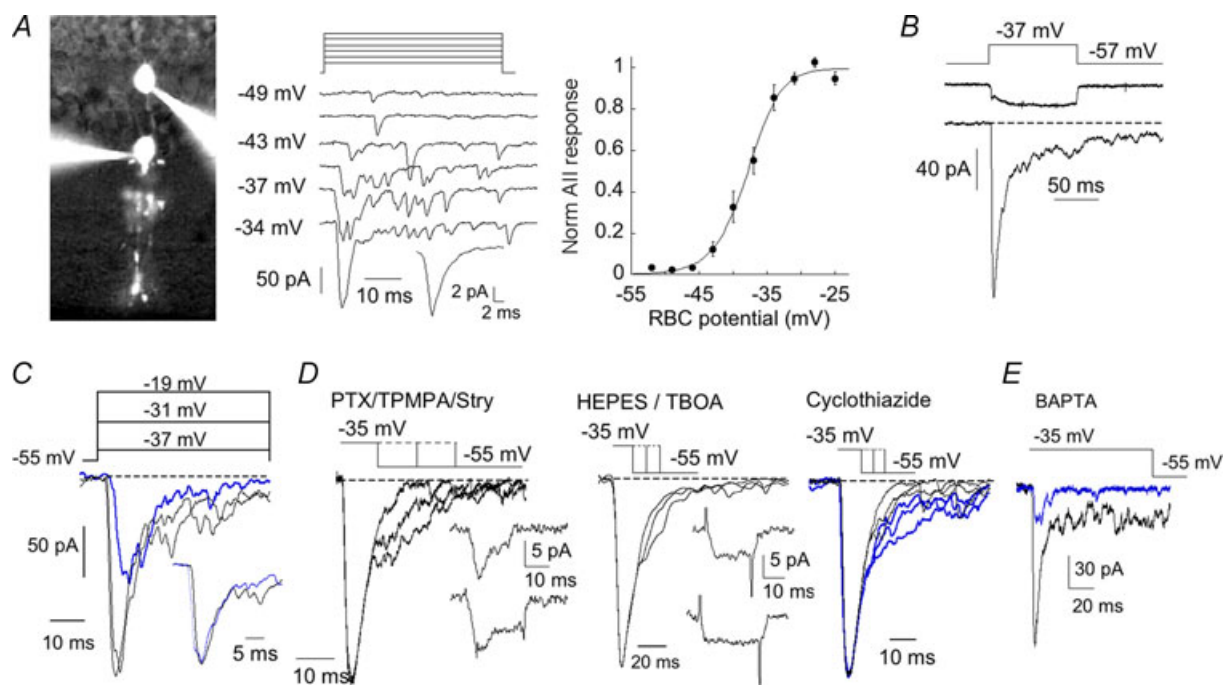 A
-49 mV
-43 mV
-37 mV
-34 mV
50 pA
10 ms
2 pA
2 ms
Norm AII response
1
0.8
0.6
0.4
0.2
0
-55
-45
-35
-25
RBC potential (mV)
B
-37 mV
-57 mV
40 pA
50 ms
C
-19 mV
-31 mV
-37 mV
-55 mV
50 pA
10 ms
5 ms
D
PTX/TPMPA/Stry
-35 mV
-55 mV
5 pA
10 ms
10 ms
HEPES / TBOA
-35 mV
-55 mV
5 pA
10 ms
20 ms
Cyclothiazide
-35 mV
-55 mV
10 ms
E
BAPTA
-35 mV
-55 mV
30 pA
20 ms